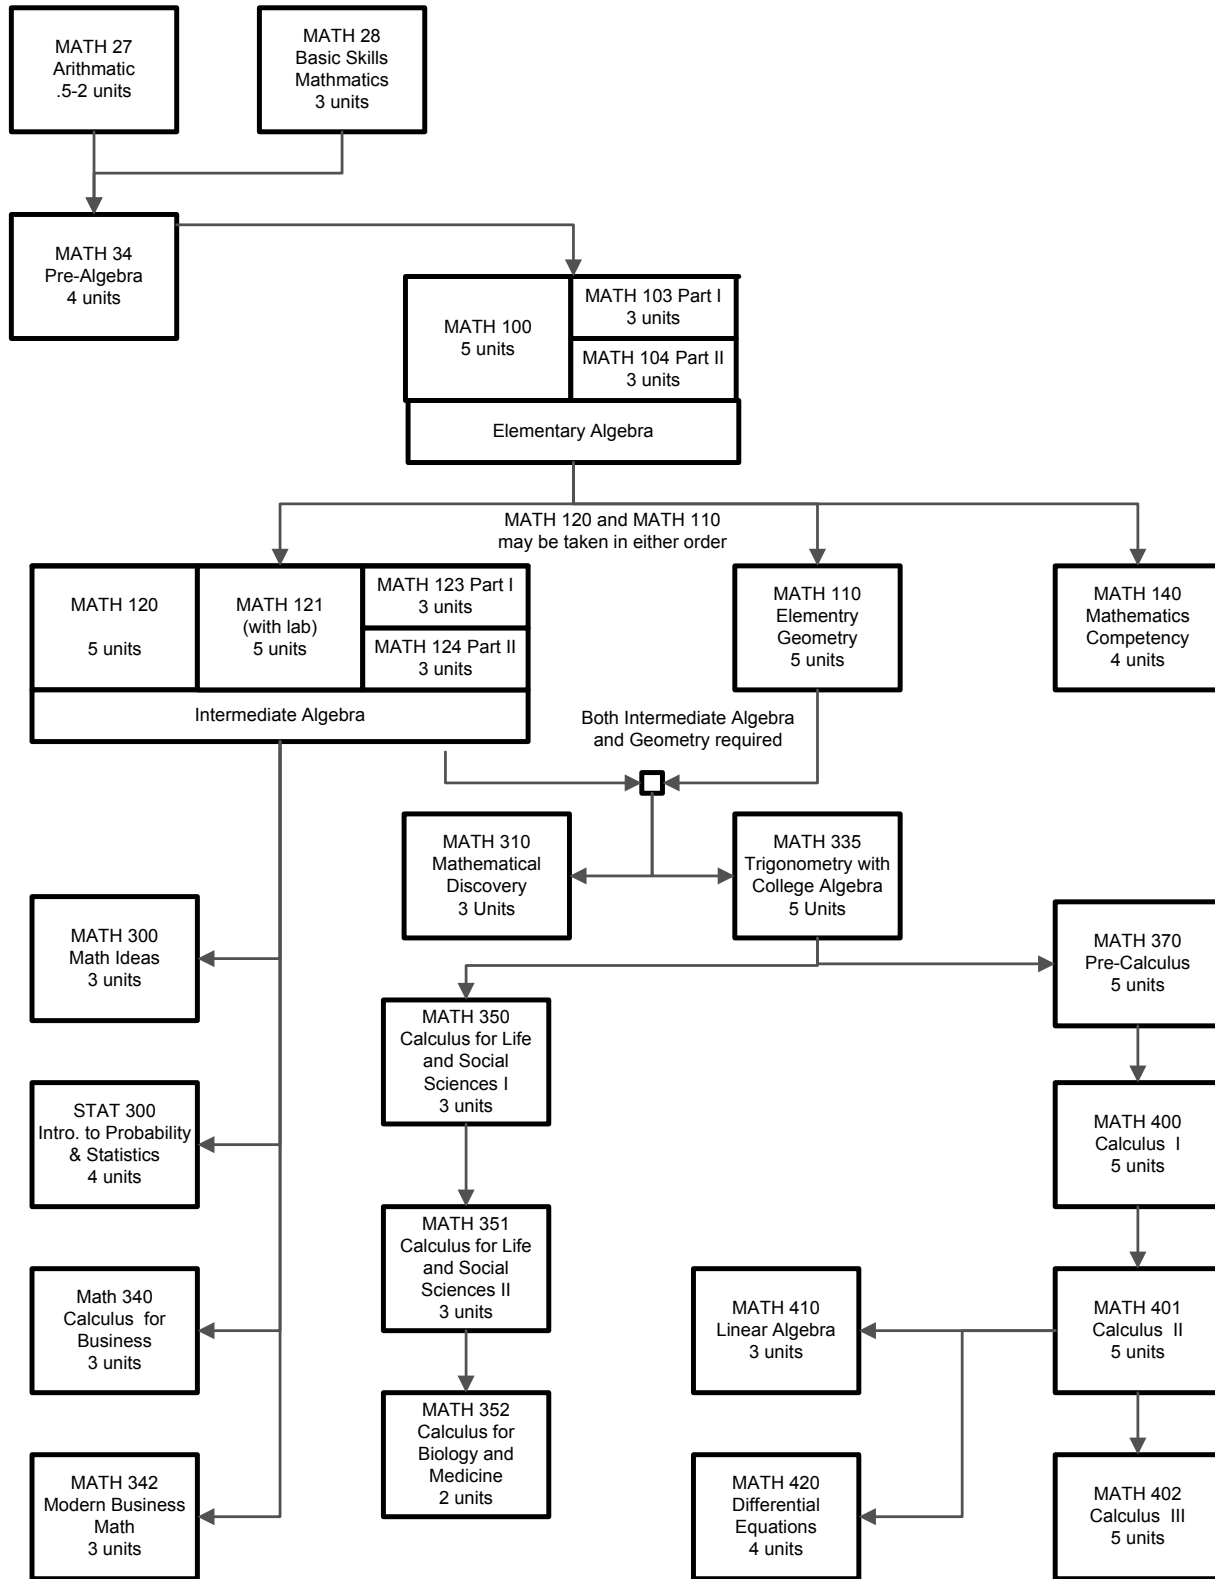 MATH 27
Arithmatic
.5-2 units
MATH 28
Basic Skills
Mathmatics
3 units
MATH 34
Pre-Algebra
4 units
MATH 100
5 units
MATH 103 Part I
3 units
MATH 104 Part II
3 units
Elementary Algebra
MATH 120 and MATH 110
may be taken in either order
MATH 120
5 units
MATH 121
(with lab)
5 units
MATH 123 Part I
3 units
MATH 124 Part II
3 units
Intermediate Algebra
MATH 110
Elementry
Geometry
5 units
MATH 140
Mathematics
Competency
4 units
Both Intermediate Algebra
and Geometry required
MATH 310
Mathematical
Discovery
3 Units
MATH 335
Trigonometry with
College Algebra
5 Units
MATH 300
Math Ideas
3 units
MATH 370
Pre-Calculus
5 units
MATH 350
Calculus for Life
and Social
Sciences I
3 units
STAT 300
Intro. to Probability
& Statistics
4 units
MATH 400
Calculus I
5 units
MATH 351
Calculus for Life
and Social
Sciences II
3 units
Math 340
Calculus for
Business
3 units
MATH 410
Linear Algebra
3 units
MATH 401
Calculus II
5 units
MATH 352
Calculus for
Biology and
Medicine
2 units
MATH 342
Modern Business
Math
3 units
MATH 420
Differential
Equations
4 units
MATH 402
Calculus III
5 units